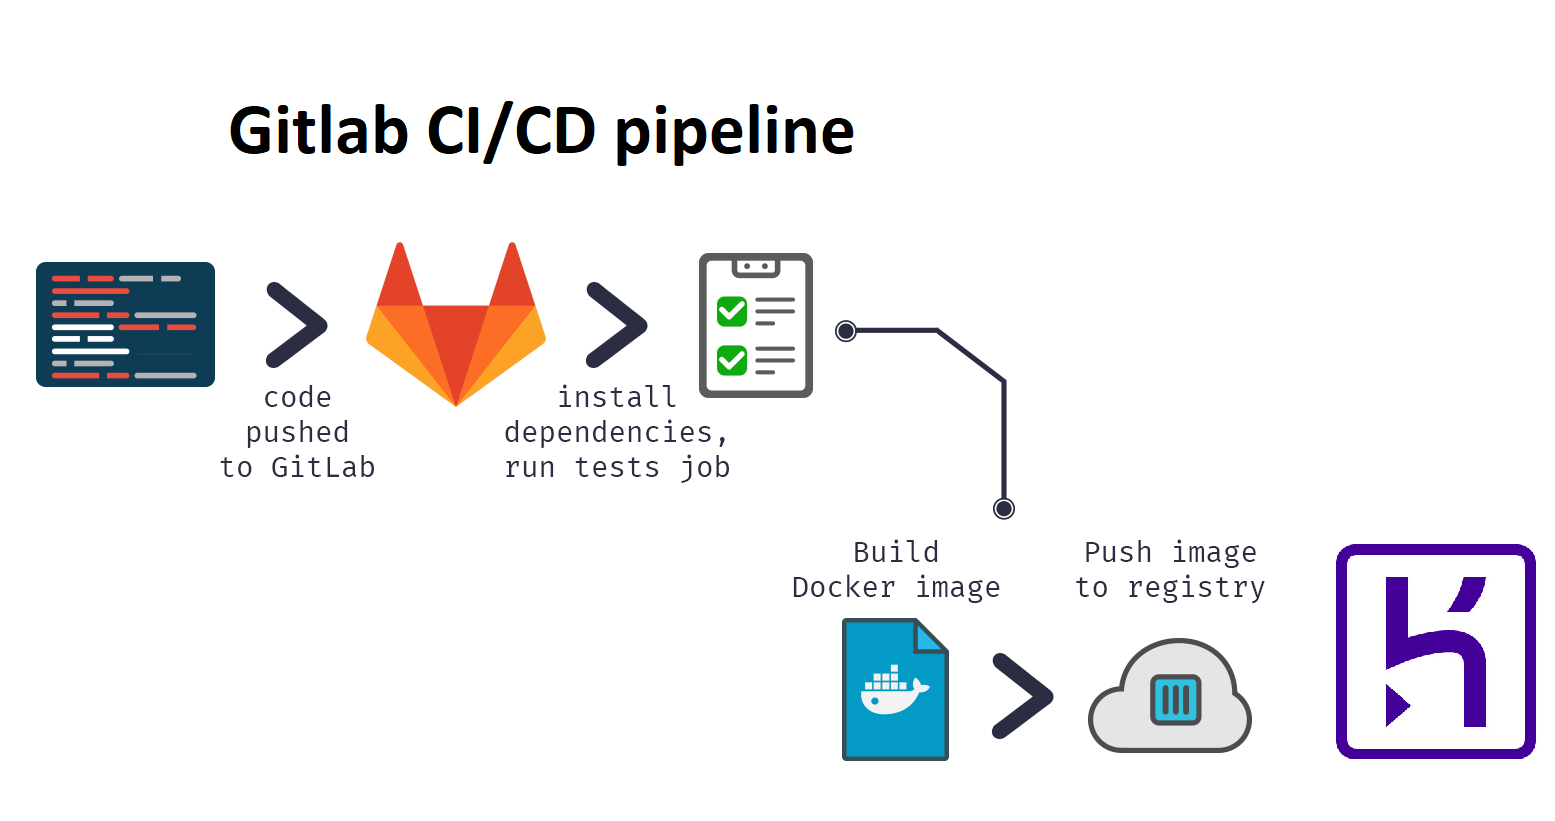 Gitlab CI/CD pipeline
code
pushed
to GitLab
install
dependencies,
run tests job
Build
Docker image
Push image
to registry